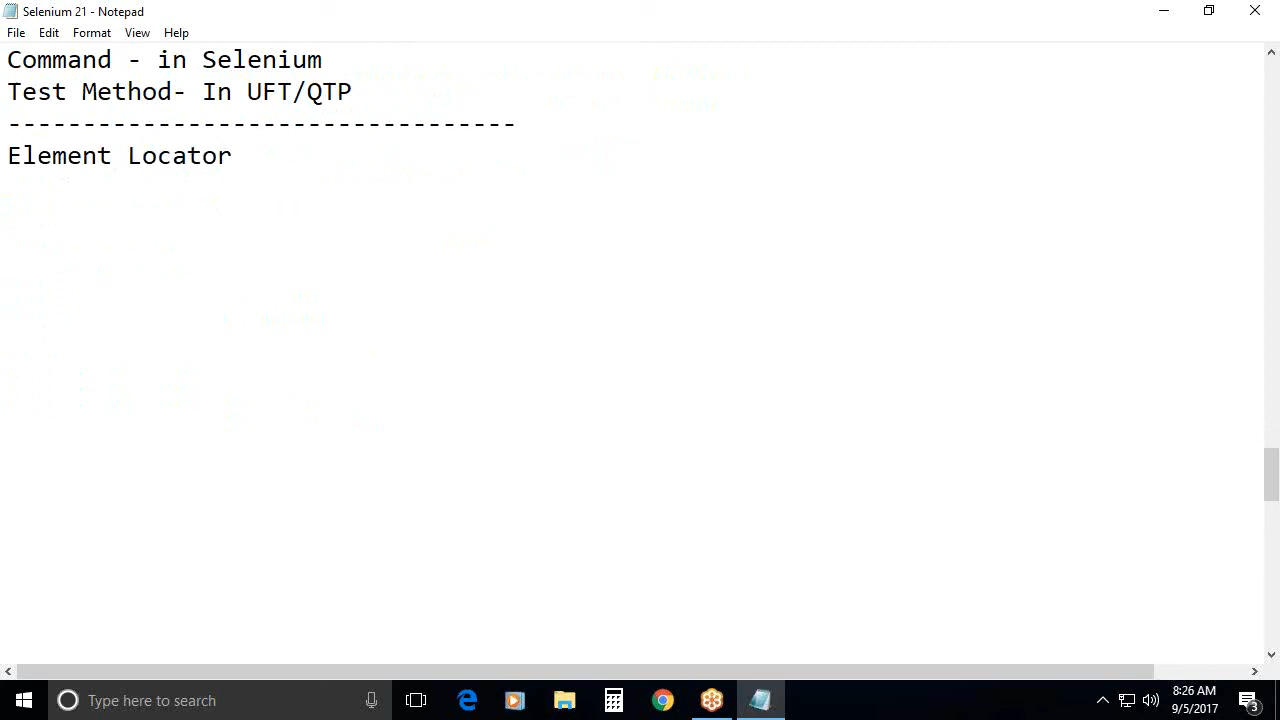 Selenium 21 - Notepad
File Edit Format View Help
Command - in Selenium
Test Method- In UFT/QTP
----------------------------------
Element Locator
Type here to search
8:26 AM
9/5/2017
3